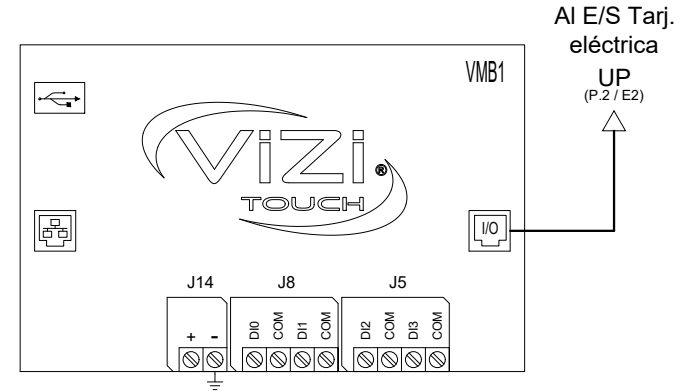 Al E/S Tarj.
eléctrica
UP
(P.2 / E2)
VMB1
ViZi®
TOUCH
I/O
J14
J8
J5
+ -
DI0 COM DI1 COM
DI2 COM DI3 COM